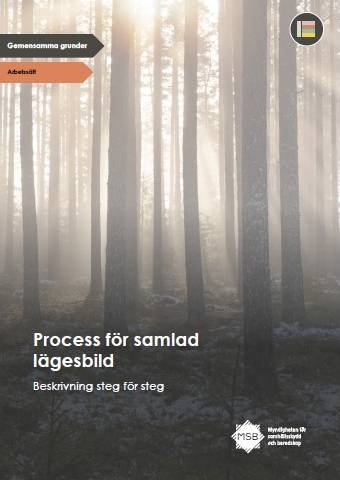 Gemensamma grunder
Arbetssätt
Process för samlad
lägesbild
Beskrivning steg för steg
MSB
Myndigheten för
samhällsskydd
och beredskap